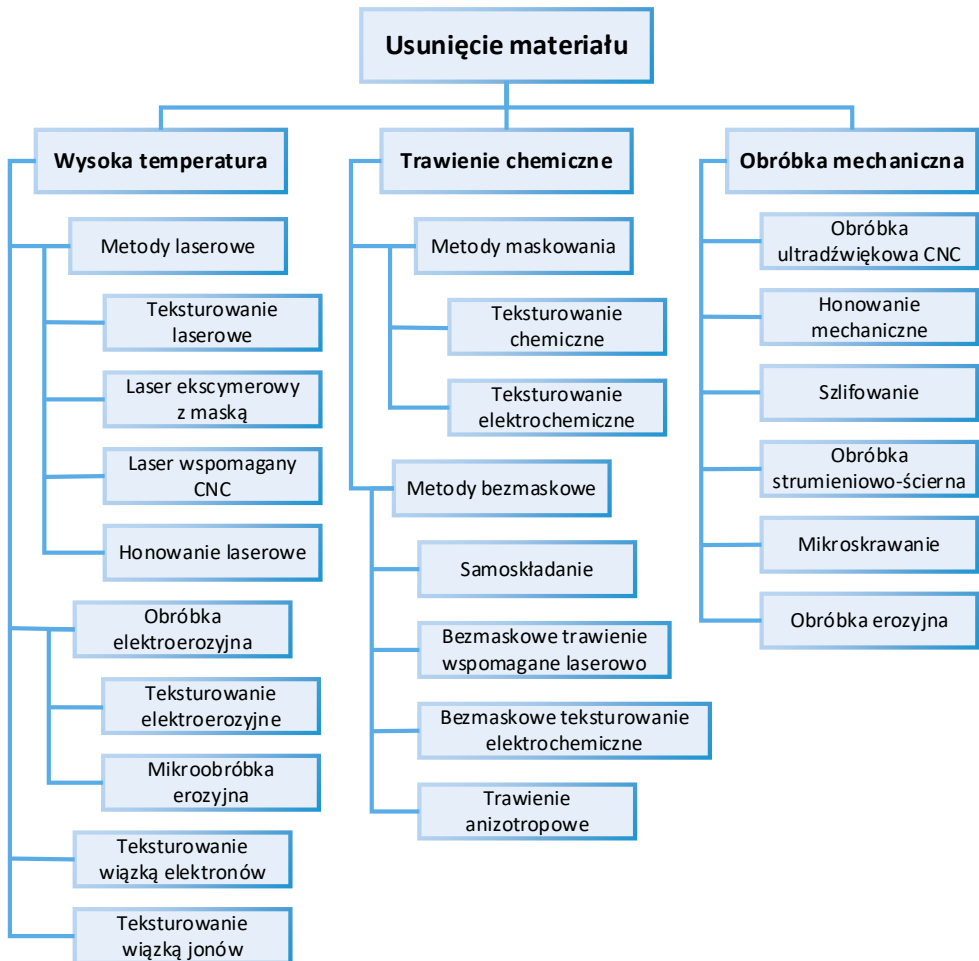 Usunięcie materiału
Wysoka temperatura
Metody laserowe
Teksturowanie
laserowe
Laser ekscymerowy
z maską
Laser wspomagany
CNC
Honowanie laserowe
Obróbka
elektroerozyjna
Teksturowanie
elektroerozyjne
Mikroobróbka
erozyjna
Teksturowanie
wiązką elektronów
Teksturowanie
wiązką jonów
Trawienie chemiczne
Metody maskowania
Teksturowanie
chemiczne
Teksturowanie
elektrochemiczne
Metody bezmaskowe
Samoskładanie
Bezmaskowe trawienie
wspomagane laserowo
Bezmaskowe teksturowanie
elektrochemiczne
Trawienie
anizotropowe
Obróbka mechaniczna
Obróbka
ultradźwiękowa CNC
Honowanie
mechaniczne
Szlifowanie
Obróbka
strumieniowo-ścierna
Mikroskrawanie
Obróbka erozyjna